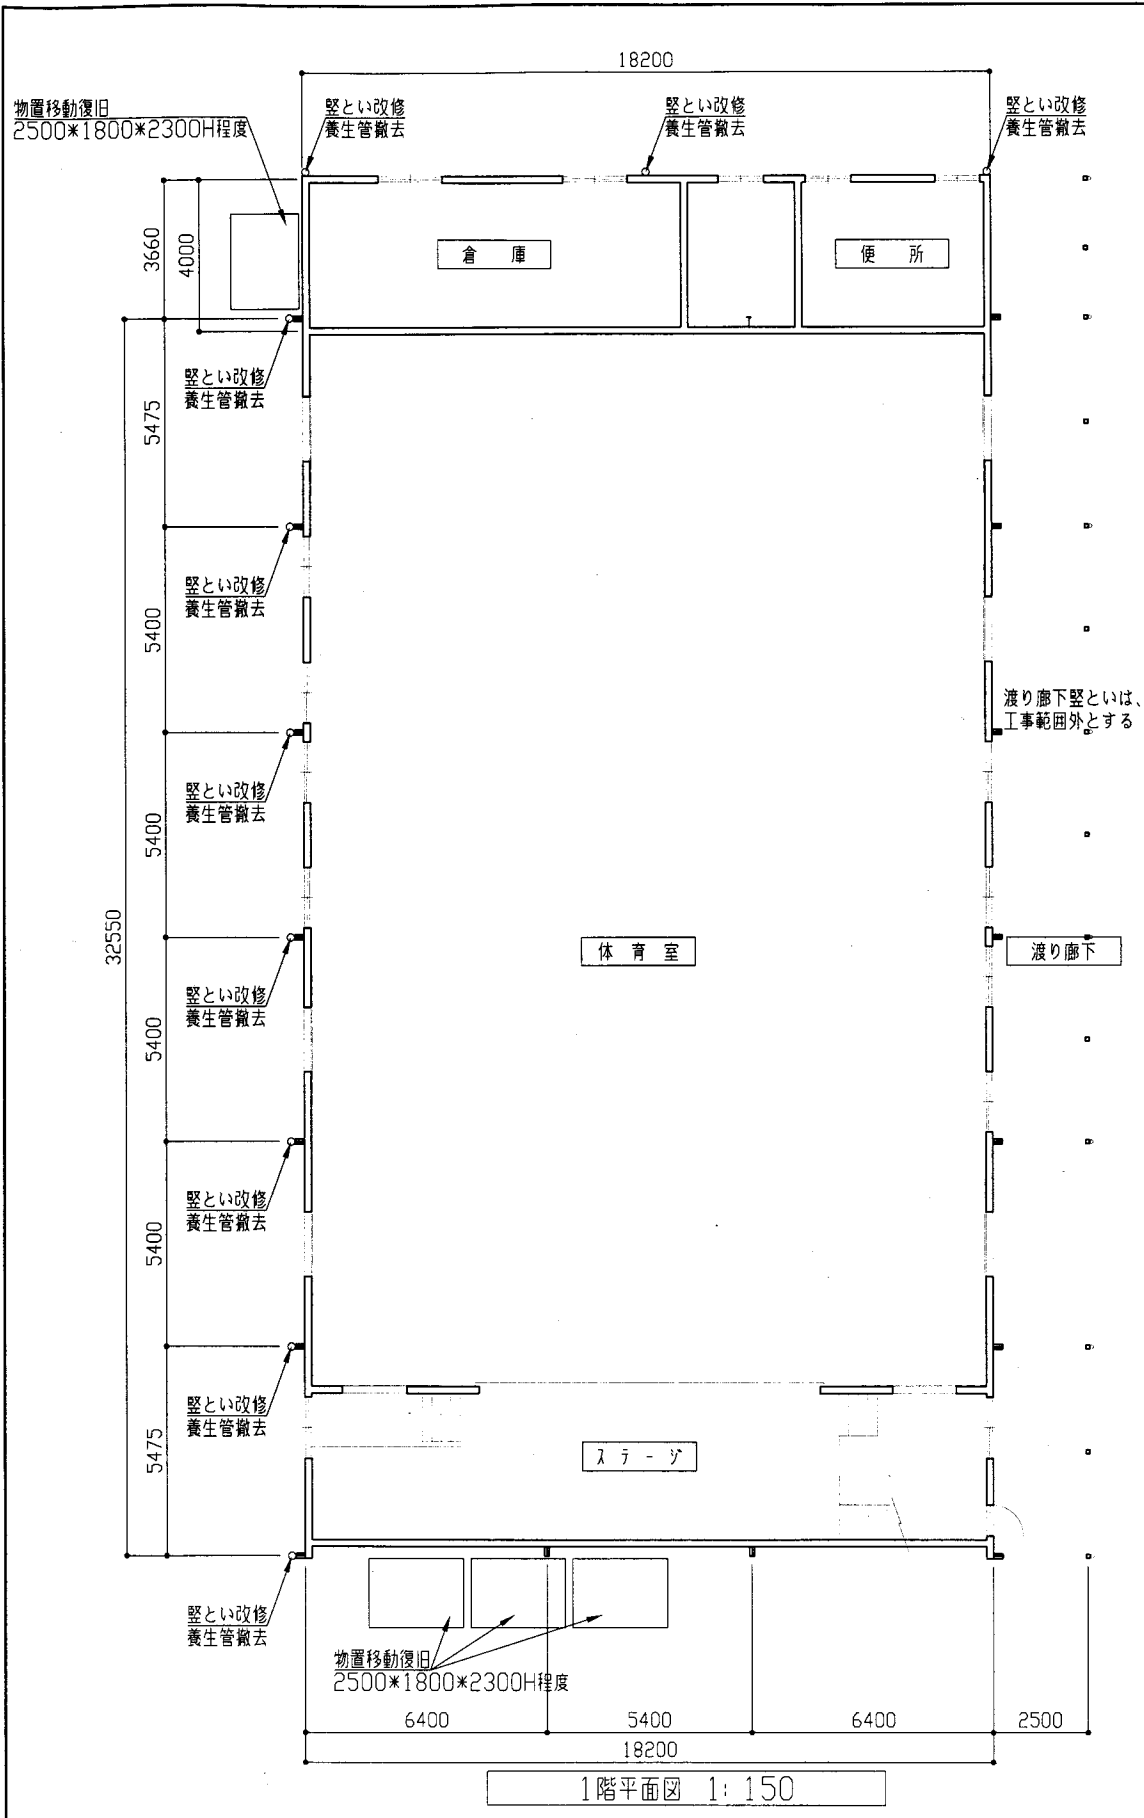 18200
物置移動復旧
2500*1800*2300H程度
竪とい改修
養生管撤去
竪とい改修
養生管撤去
竪とい改修
養生管撤去
3660
4000
倉 庫
便 所
竪とい改修
養生管撤去
5475
竪とい改修
養生管撤去
5400
渡り廊下竪といは、
工事範囲外とする
竪とい改修
養生管撤去
5400
32550
体 育 室
渡り廊下
竪とい改修
養生管撤去
5400
竪とい改修
養生管撤去
5400
竪とい改修
養生管撤去
5475
ステージ
竪とい改修
養生管撤去
物置移動復旧
2500*1800*2300H程度
6400
5400
6400
2500
18200
1階平面図 1:150